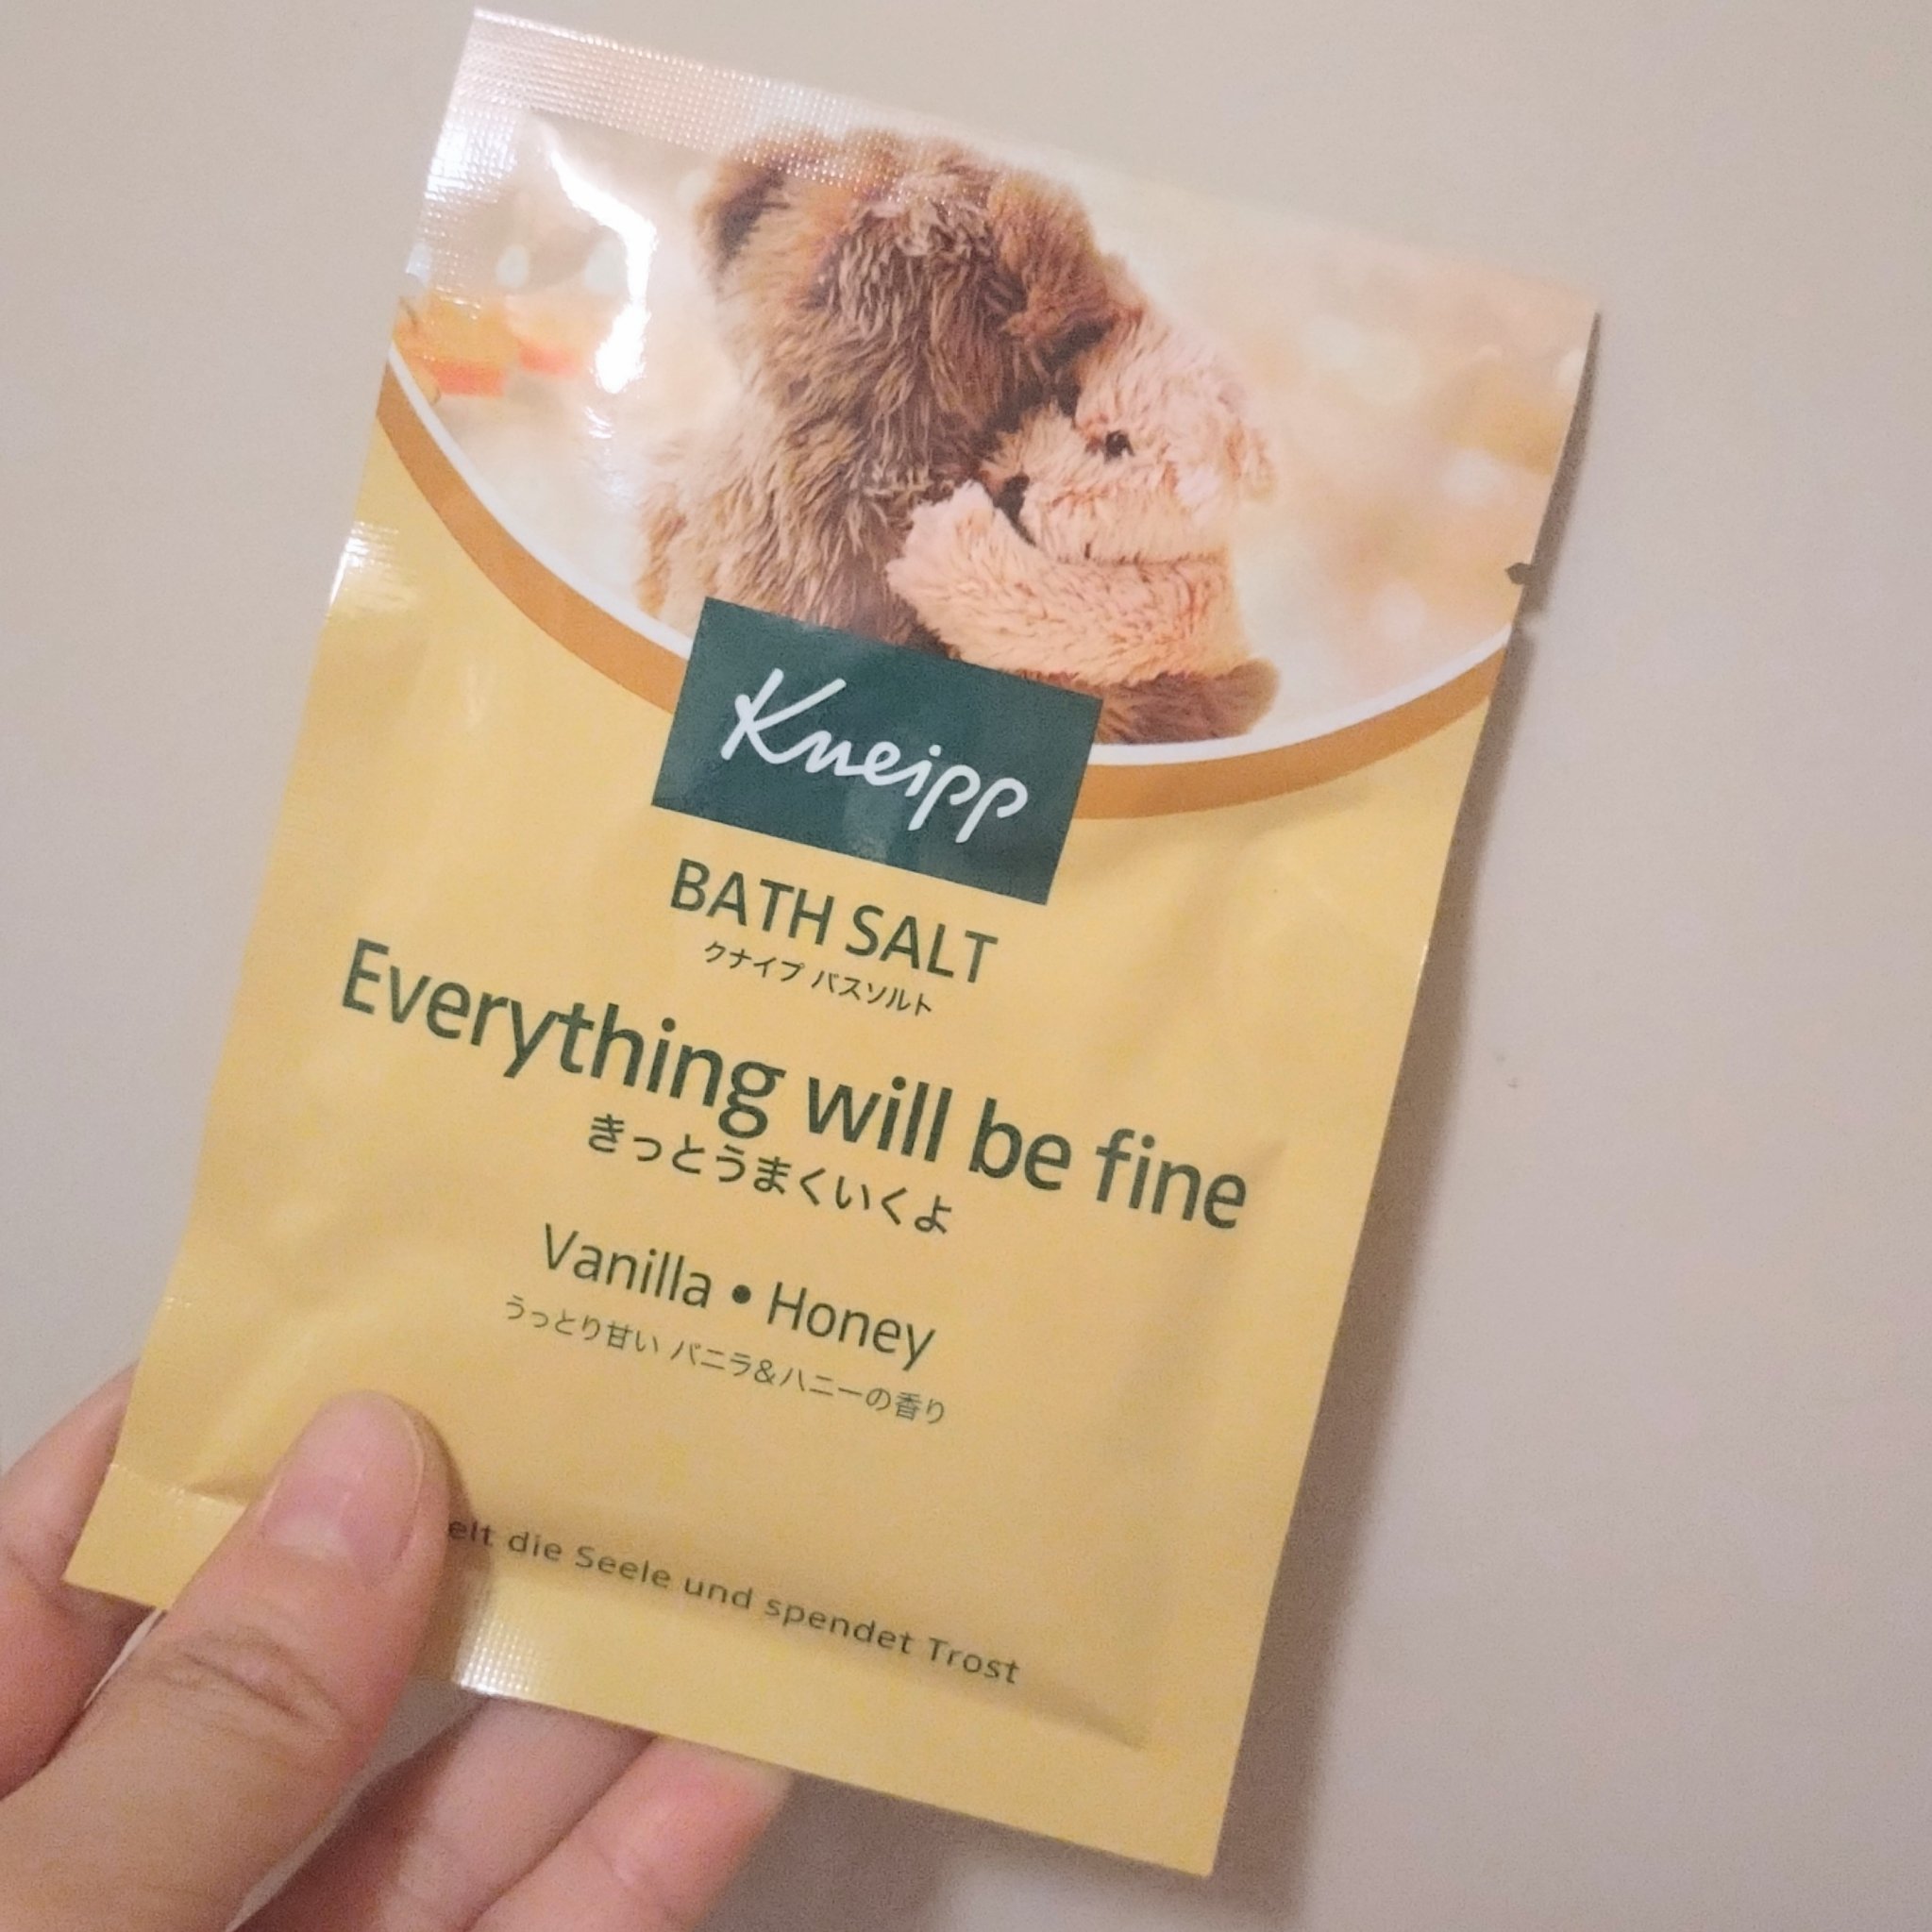 Kneipp
BATH SALT
クナイプ バスソルト
Everything will be fine
きっとうまくいくよ
Vanilla • Honey
うっとり甘い バニラ&ハニーの香り
die Seele und spendet Trost